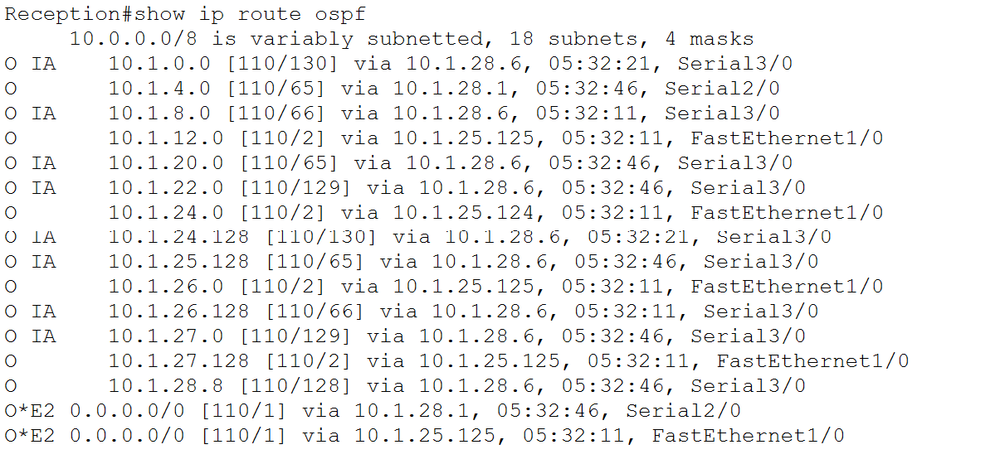 Reception#show ip route ospf
     10.0.0.0/8 is variably subnetted, 18 subnets, 4 masks
O IA    10.1.0.0 [110/130] via 10.1.28.6, 05:32:21, Serial3/0
O       10.1.4.0 [110/65] via 10.1.28.1, 05:32:46, Serial2/0
O IA    10.1.8.0 [110/66] via 10.1.28.6, 05:32:11, Serial3/0
O       10.1.12.0 [110/2] via 10.1.25.125, 05:32:11, FastEthernet1/0
O IA    10.1.20.0 [110/65] via 10.1.28.6, 05:32:46, Serial3/0
O IA    10.1.22.0 [110/129] via 10.1.28.6, 05:32:46, Serial3/0
O       10.1.24.0 [110/2] via 10.1.25.124, 05:32:11, FastEthernet1/0
O IA    10.1.24.128 [110/130] via 10.1.28.6, 05:32:21, Serial3/0
O IA    10.1.25.128 [110/65] via 10.1.28.6, 05:32:46, Serial3/0
O       10.1.26.0 [110/2] via 10.1.25.125, 05:32:11, FastEthernet1/0
O IA    10.1.26.128 [110/66] via 10.1.28.6, 05:32:11, Serial3/0
O IA    10.1.27.0 [110/129] via 10.1.28.6, 05:32:46, Serial3/0
O       10.1.27.128 [110/2] via 10.1.25.125, 05:32:11, FastEthernet1/0
O       10.1.28.8 [110/128] via 10.1.28.6, 05:32:46, Serial3/0
O*E2 0.0.0.0/0 [110/1] via 10.1.28.1, 05:32:46, Serial2/0
O*E2 0.0.0.0/0 [110/1] via 10.1.25.125, 05:32:11, FastEthernet1/0